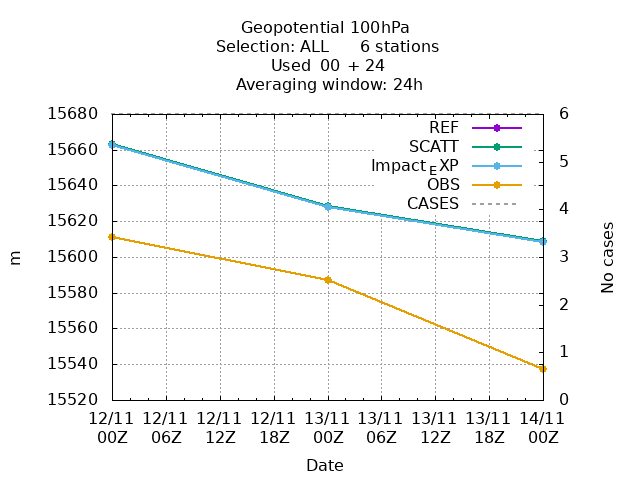 Geopotential 100hPa
Selection: ALL      6 stations
Used  00  + 24
Averaging window: 24h
15680
15660
15640
15620
15600
15580
15560
15540
15520
m
6
5
4
3
2
1
0
No cases
REF
SCATT
Impact_EXP
OBS
CASES
12/11 12/11 12/11 12/11 13/11 13/11 13/11 13/11 14/11
00Z 06Z 12Z 18Z 00Z 06Z 12Z 18Z 00Z
Date